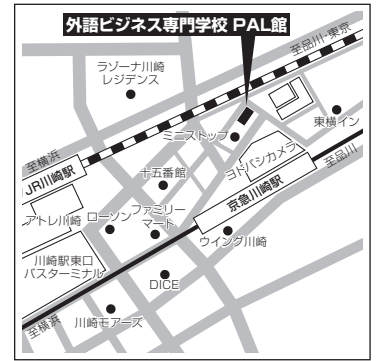 外語ビジネス専門学校 PAL館
至品川・東京
ラゾーナ川崎
レジデンス
東横イン
ミニストップ
至横浜
ヨドバシカメラ
至品川
JR川崎駅
十五番館
京急川崎駅
アトレ川崎
ローソン
ファミリー
マート
ウイング川崎
川崎駅東口
バスターミナル
DICE
川崎モアーズ
至横浜